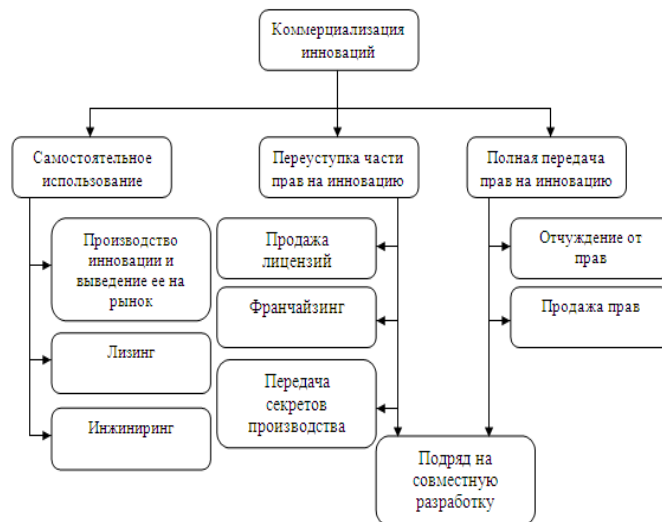 Коммерциализация
инноваций
Самостоятельное
использование
Переуступка части
прав на инновацию
Полная передача
прав на инновацию
Производство
инновации и
выведение ее на
рынок
Лизинг
Инжиниринг
Продажа
лицензий
Франчайзинг
Передача
секретов
производства
Отчуждение от
прав
Продажа прав
Подряд на
совместную
разработку